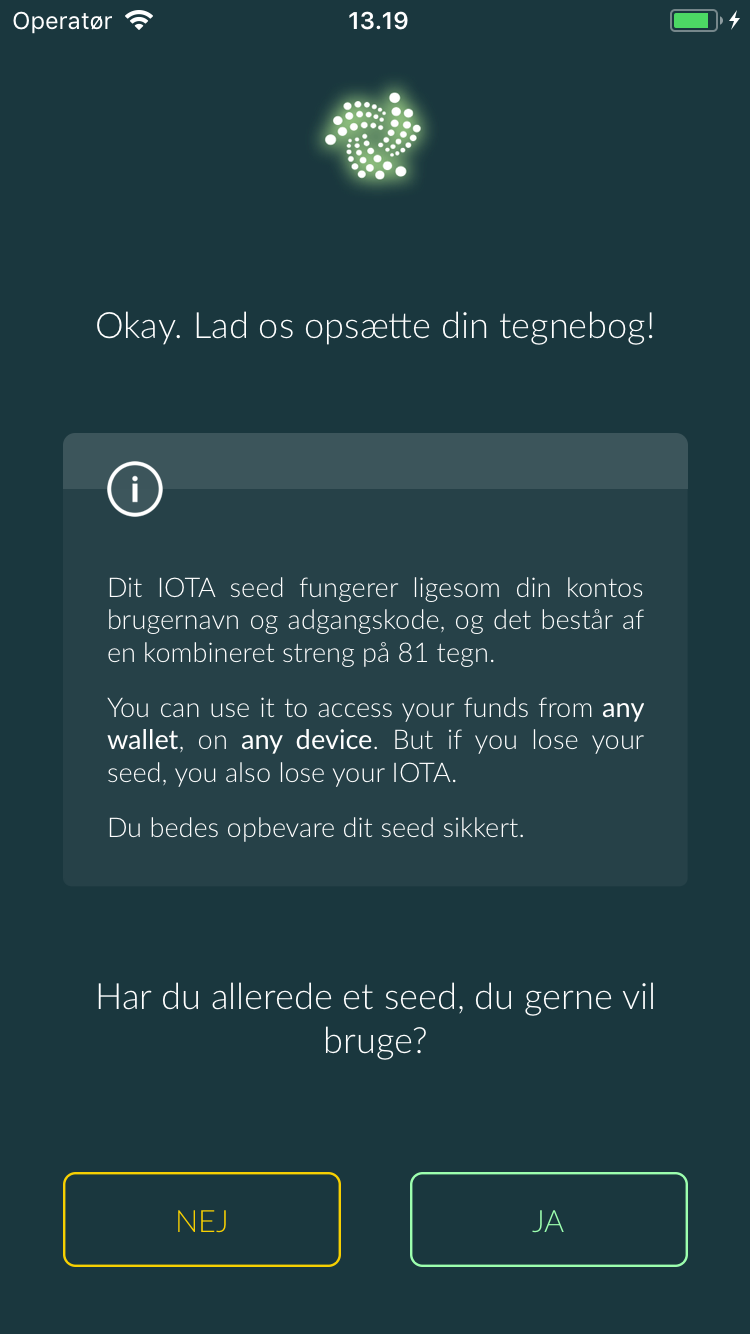 Operatør
13.19
Okay. Lad os opsætte din tegnebog!
Dit IOTA seed fungerer ligesom din kontos
brugernavn og adgangskode, og det består af
en kombineret streng på 81 tegn.
You can use it to access your funds from any
wallet, on any device. But if you lose your
seed, you also lose your IOTA.
Du bedes opbevare dit seed sikkert.
Har du allerede et seed, du gerne vil
bruge?
NEJ
JA